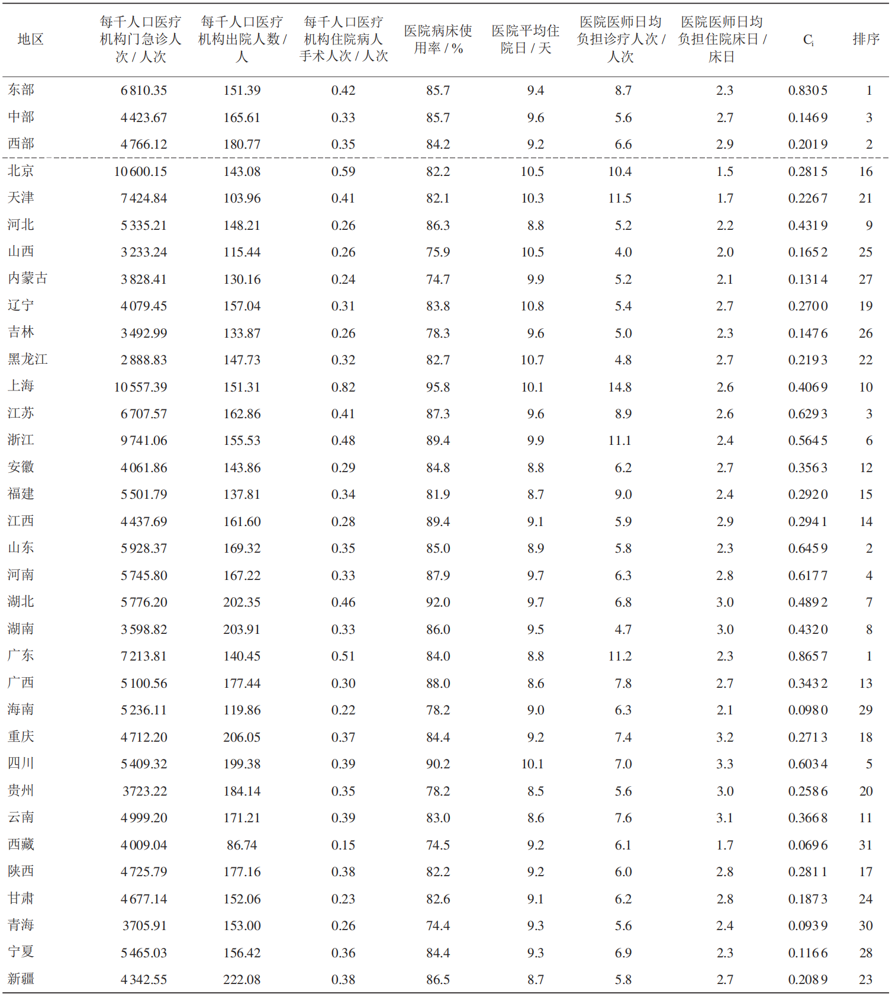 地区 每千人口医疗机构门急诊人次 / 人次 每千人口医疗机构出院人数 / 人 每千人口医疗机构住院病人手术人次 / 人次 医院病床使用率 / % 医院平均住院日 / 天 医院医师日均负担诊疗人次 / 人次 医院医师日均负担住院床日 / 床日 Ci 排序
东部 6 810.35 151.39 0.42 85.7 9.4 8.7 2.3 0.830 5 1
中部 4 423.67 165.61 0.33 85.7 9.6 5.6 2.7 0.146 9 3
西部 4 766.12 180.77 0.35 84.2 9.2 6.6 2.9 0.201 9 2
北京 10 600.15 143.08 0.59 82.2 10.5 10.4 1.5 0.281 5 16
天津 7 424.84 103.96 0.41 82.1 10.3 11.5 1.7 0.226 7 21
河北 5 335.21 148.21 0.26 86.3 8.8 5.2 2.2 0.431 9 9
山西 3 233.24 115.44 0.26 75.9 10.5 4.0 2.0 0.165 2 25
内蒙古 3 828.41 130.16 0.24 74.7 9.9 5.2 2.1 0.131 4 27
辽宁 4 079.45 157.04 0.31 83.8 10.8 5.4 2.7 0.270 0 19
吉林 3 492.99 133.87 0.26 78.3 9.6 5.0 2.3 0.147 6 26
黑龙江 2 888.83 147.73 0.32 82.7 10.7 4.8 2.7 0.219 3 22
上海 10 557.39 151.31 0.82 95.8 10.1 14.8 2.6 0.406 9 10
江苏 6 707.57 162.86 0.41 87.3 9.6 8.9 2.6 0.629 3 3
浙江 9 741.06 155.53 0.48 89.4 9.9 11.1 2.4 0.564 5 6
安徽 4 061.86 143.86 0.29 84.8 8.8 6.2 2.7 0.356 3 12
福建 5 501.79 137.81 0.34 81.9 8.7 9.0 2.4 0.292 0 15
江西 4 437.69 161.60 0.28 89.4 9.1 5.9 2.9 0.294 1 14
山东 5 928.37 169.32 0.35 85.0 8.9 5.8 2.3 0.645 9 2
河南 5 745.80 167.22 0.33 87.9 9.7 6.3 2.8 0.617 7 4
湖北 5 776.20 202.35 0.46 92.0 9.7 6.8 3.0 0.489 2 7
湖南 3 598.82 203.91 0.33 86.0 9.5 4.7 3.0 0.432 0 8
广东 7 213.81 140.45 0.51 84.0 8.8 11.2 2.3 0.865 7 1
广西 5 100.56 177.44 0.30 88.0 8.6 7.8 2.7 0.343 2 13
海南 5 236.11 119.86 0.22 78.2 9.0 6.3 2.1 0.098 0 29
重庆 4 712.20 206.05 0.37 84.4 9.2 7.4 3.2 0.271 3 18
四川 5 409.32 199.38 0.39 90.2 10.1 7.0 3.3 0.603 4 5
贵州 3723.22 184.14 0.35 78.2 8.5 5.6 3.0 0.258 6 20
云南 4 999.20 171.21 0.39 83.0 8.6 7.6 3.1 0.366 8 11
西藏 4 009.04 86.74 0.15 74.5 9.2 6.1 1.7 0.069 6 31
陕西 4 725.79 177.16 0.38 82.2 9.2 6.0 2.8 0.281 1 17
甘肃 4 677.14 152.06 0.23 82.6 9.1 6.2 2.8 0.187 3 24
青海 3705.91 153.00 0.26 74.4 9.3 5.6 2.4 0.093 9 30
宁夏 5 465.03 156.42 0.36 84.4 9.3 6.9 2.3 0.116 6 28
新疆 4 342.55 222.08 0.38 86.5 8.7 5.8 2.7 0.208 9 23